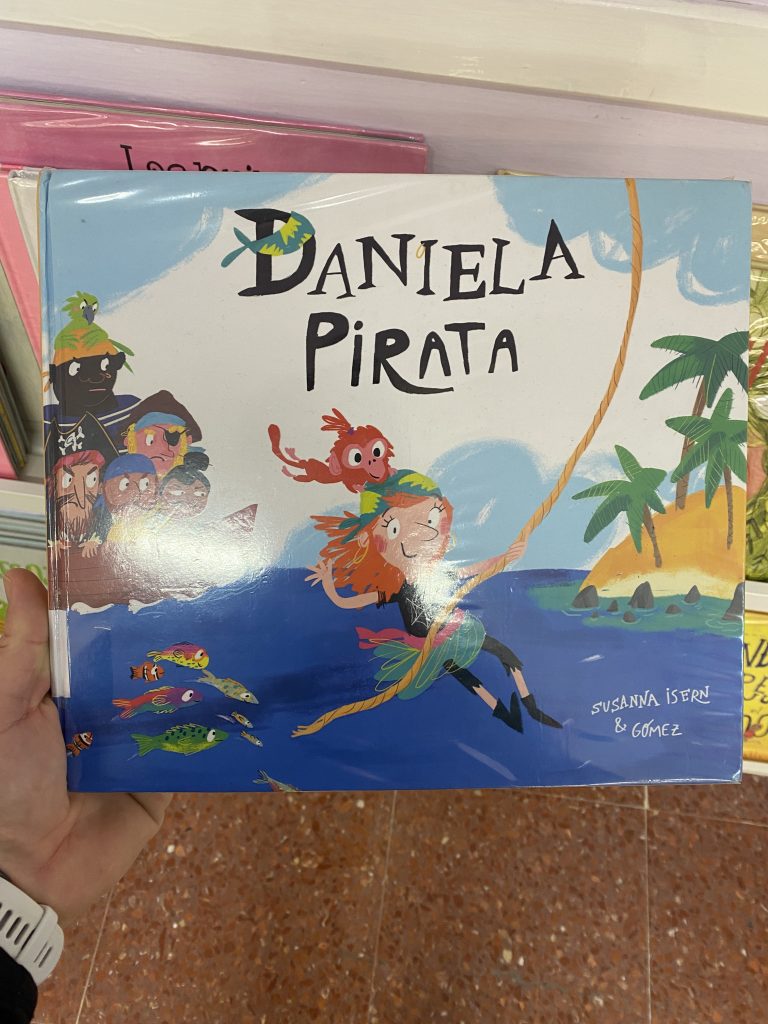 DANIELA
PIRATA
SUSANNA ISERN
& GÓMEZ